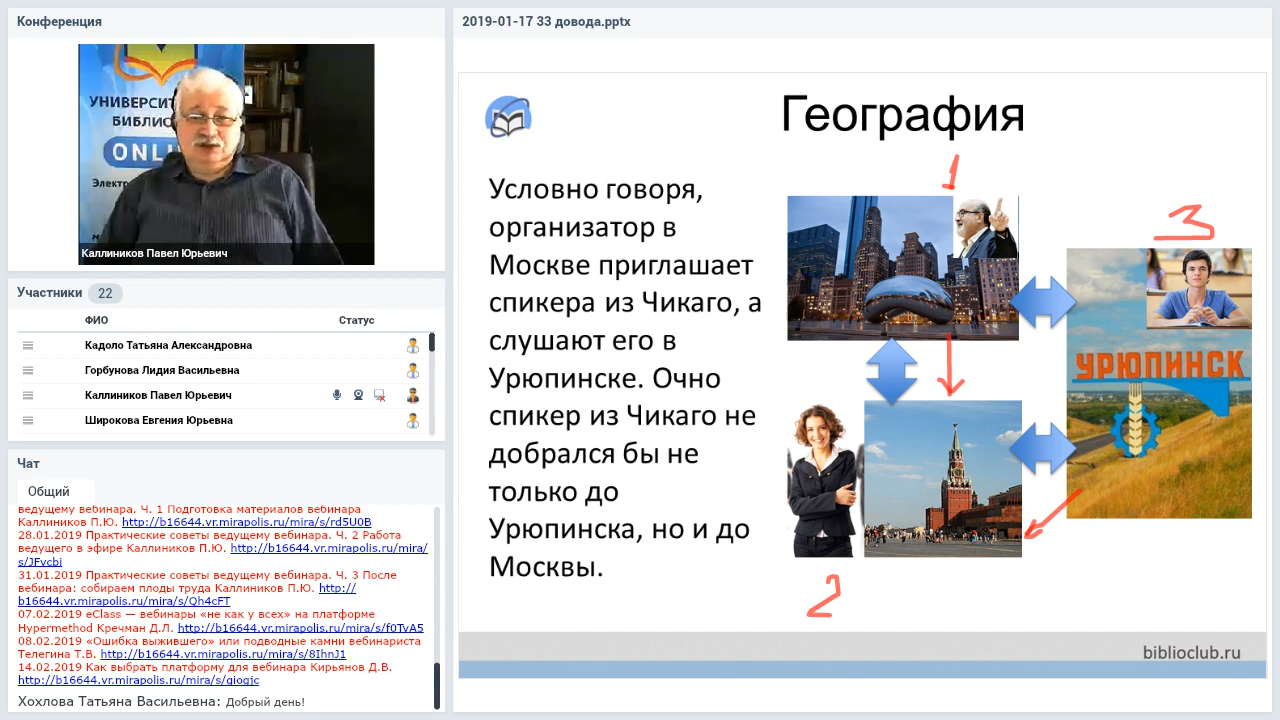 Конференция
УНИВЕРСИТ
БИБЛИО
ONLI
Каллиников Павел Юрьевич
Участники 22
ФИО Статус
Кадоло Татьяна Александровна
Горбунова Лидия Васильевна
Каллиников Павел Юрьевич
Широкова Евгения Юрьевна
Чат
Общий
ведущему вебинара. Ч. 1 Подготовка материалов вебинара
Каллиников П.Ю. http://b16644.vr.mirapolis.ru/mira/s/rd5U0B
28.01.2019 Практические советы ведущему вебинара. Ч. 2 Работа
ведущего в эфире Каллиников П.Ю. http://b16644.vr.mirapolis.ru/mira/
s/JFvcbi
31.01.2019 Практические советы ведущему вебинара. Ч. 3 После
вебинара: собираем плоды труда Каллиников П.Ю. http://
b16644.vr.mirapolis.ru/mira/s/Qh4cFT
07.02.2019 eClass — вебинары «не как у всех» на платформе
Hypermethod Кречман Д.Л. http://b16644.vr.mirapolis.ru/mira/s/f0TvA5
08.02.2019 «Ошибка выжившего» или подводные камни вебинариста
Телегина Т.В. http://b16644.vr.mirapolis.ru/mira/s/8IhnJ1
14.02.2019 Как выбрать платформу для вебинара Кирьянов Д.В.
http://b16644.vr.mirapolis.ru/mira/s/giogjc
Хохлова Татьяна Васильевна: Добрый день!
2019-01-17 33 довода.pptx
География
Условно говоря,
организатор в
Москве приглашает
спикера из Чикаго, а
слушают его в
Урюпинске. Очно
спикер из Чикаго не
добрался бы не
только до
Урюпинска, но и до
Москвы.
1
3
УРЮПИНСК
2
biblioclub.ru